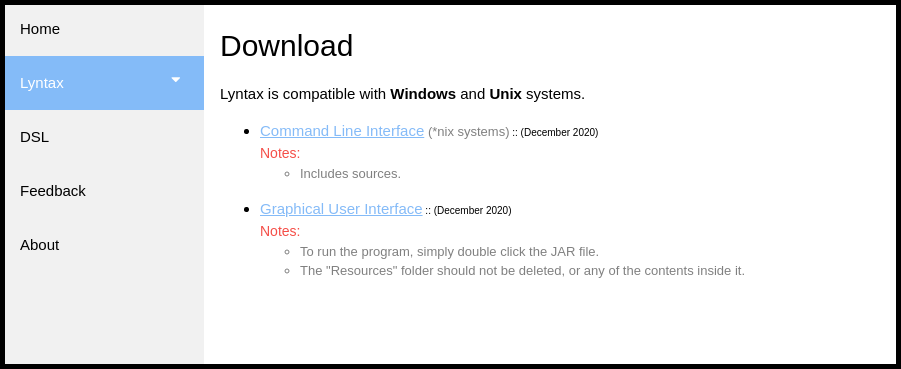 Home
Lyntax
DSL
Feedback
About
Download
Lyntax is compatible with Windows and Unix systems.
Command Line Interface (*nix systems) :: (December 2020)
Notes:
Includes sources.
Graphical User Interface :: (December 2020)
Notes:
To run the program, simply double click the JAR file.
The "Resources" folder should not be deleted, or any of the contents inside it.